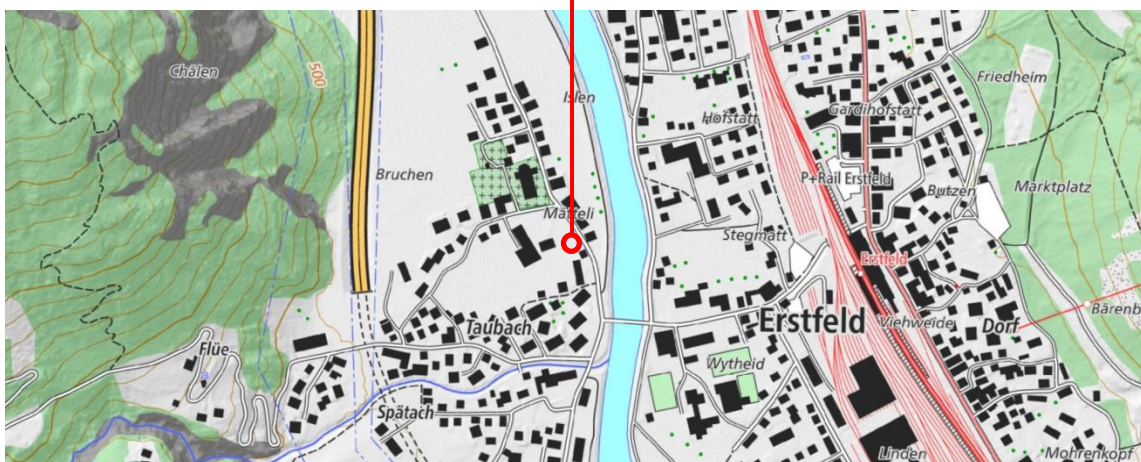 Chälen
500
Islen
Hofstatt
Gardihofstatt
Friedheim
Bruchen
P+Rail Erstfeld
Butzen
Marktplatz
Mätteli
Stegmatt
Erstfeld
Bärenb
Erstfeld
Viehweide
Dorf
Taubach
Flüe
Wytheid
Spätach
Linden
Mohrenkopf